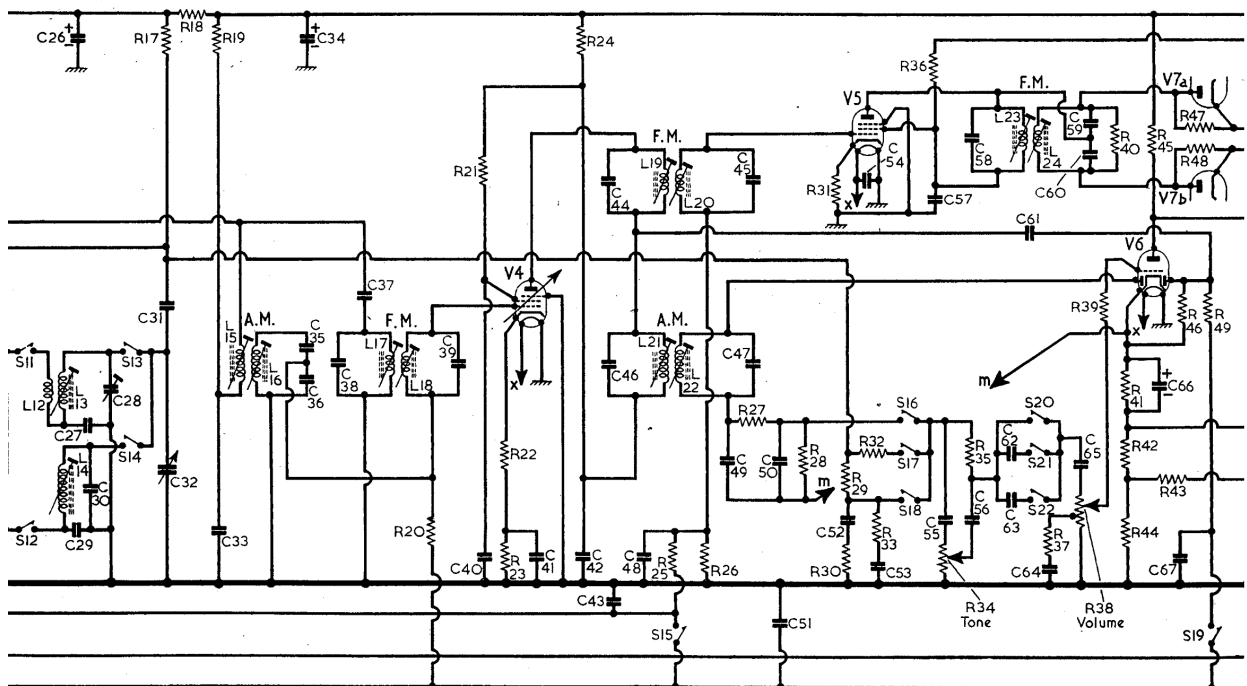 C26
R17
R18
R19
C34
R24
R36
V5
F.M.
V7a
R47
R48
V7b
L23
C58
L24
C59
C60
R40
R45
C54
R31
x
C57
R21
F.M.
L19
C44
L20
C45
C61
V6
V4
C37
C31
A.M.
L15
L16
C35
C36
F.M.
L17
C38
L18
C39
x
A.M.
L21
C46
L22
C47
R39
x
R46
R49
m
S11
L12
L13
S13
C28
C27
S14
L14
C30
C32
S12
C29
C33
R20
R22
R23
C40
C41
C42
C48
R25
R26
R27
C49
C50
R28
m
R32
R29
S16
S17
S18
C52
R33
R30
C53
C55
R35
C56
C62
S20
S21
C63
S22
C65
R37
C64
R41
C66
R42
R43
R44
C67
C43
S15
C51
R34
Tone
R38
Volume
S19